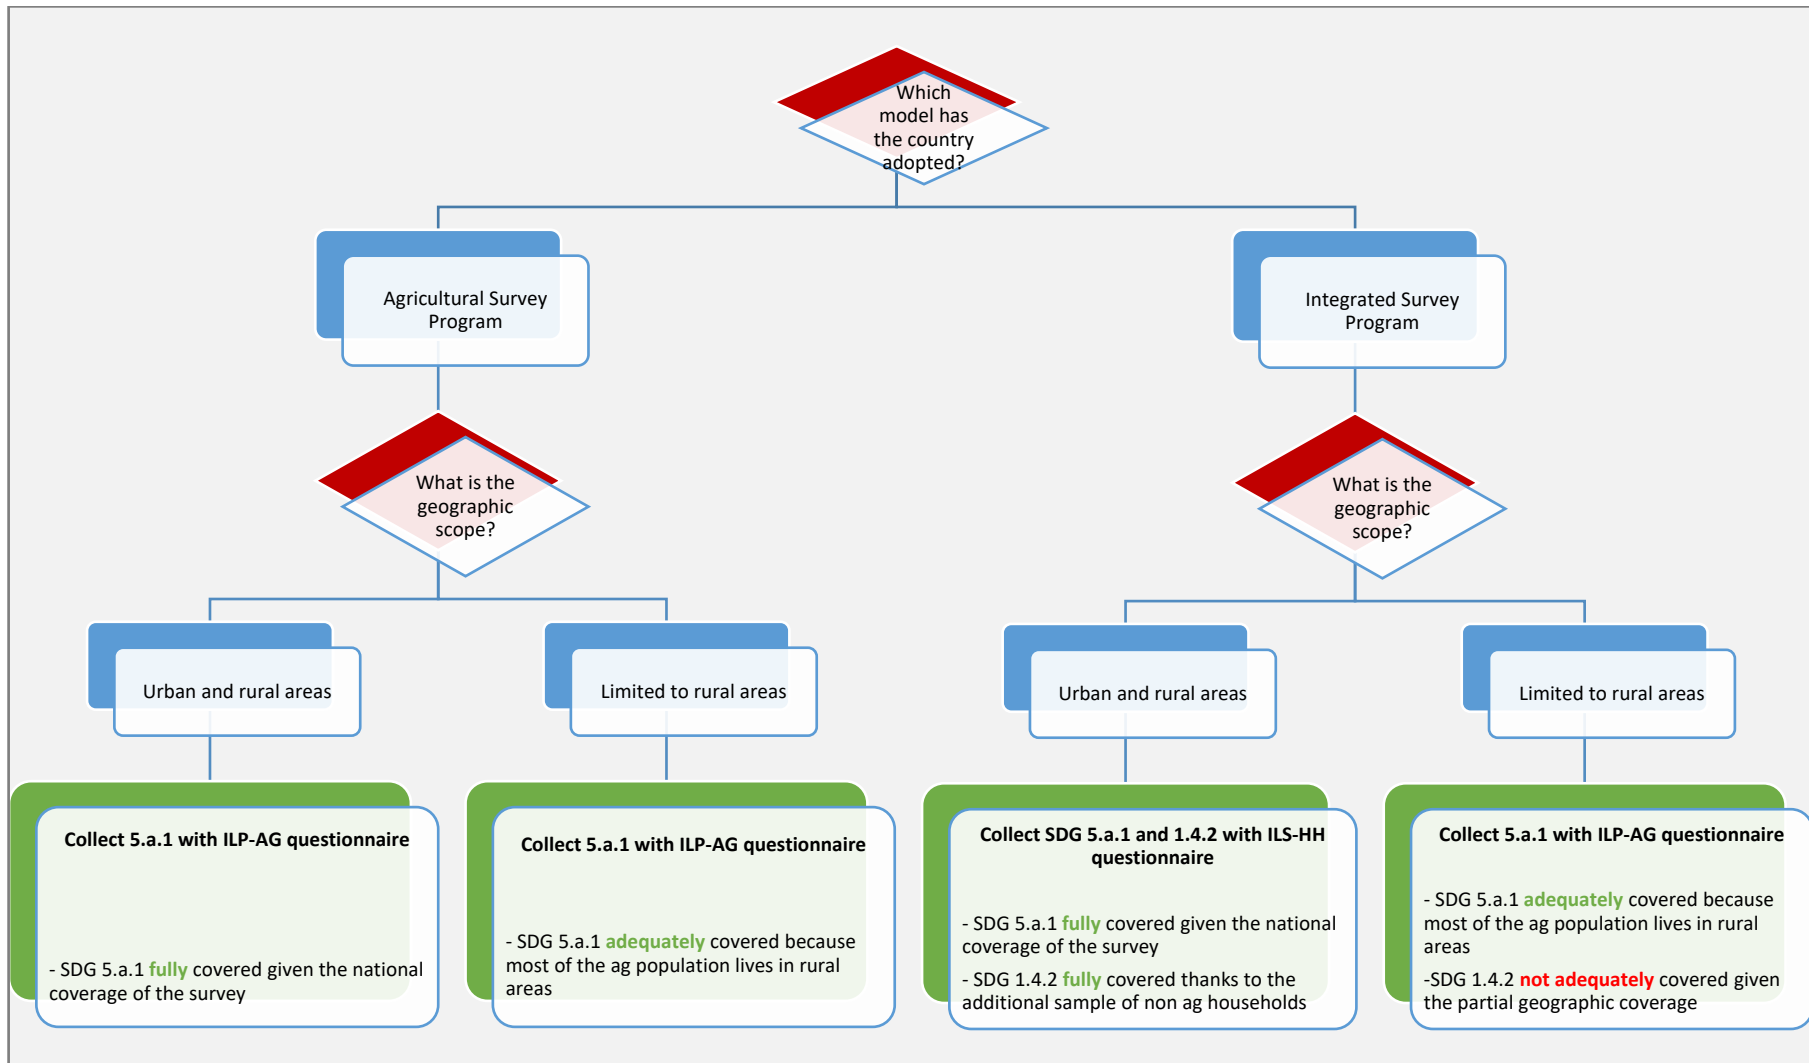 Which
model has
the country
adopted?
Agricultural Survey
Program
Integrated Survey
Program
What is the
geographic
scope?
What is the
geographic
scope?
Urban and rural areas
Limited to rural areas
Urban and rural areas
Limited to rural areas
Collect 5.a.1 with ILP-AG questionnaire
- SDG 5.a.1 fully covered given the national
coverage of the survey
Collect 5.a.1 with ILP-AG questionnaire
- SDG 5.a.1 adequately covered because
most of the ag population lives in rural
areas
Collect SDG 5.a.1 and 1.4.2 with ILS-HH
questionnaire
- SDG 5.a.1 fully covered given the national
coverage of the survey
- SDG 1.4.2 fully covered thanks to the
additional sample of non ag households
Collect 5.a.1 with ILP-AG questionnaire
- SDG 5.a.1 adequately covered because
most of the ag population lives in rural
areas
-SDG 1.4.2 not adequately covered given
the partial geographic coverage